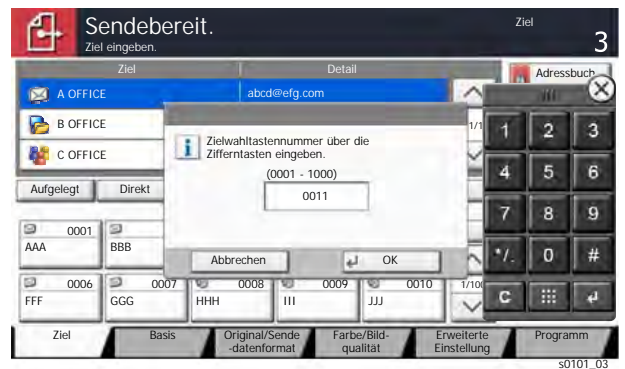 Sendebereit.
Ziel eingeben.
Ziel
3
Ziel
Detail
Adressbuch
A OFFICE
abcd@efg.com
B OFFICE
1/1
C OFFICE
Zielwahltastennummer über die
Zifferntasten eingeben.
(0001 - 1000)
0011
Abbrechen
OK
1 2 3
4 5 6
7 8 9
*/. 0 #
C
Aufgelegt
Direkt
0001
AAA
BBB
0006
FFF
0007
GGG
0008
HHH
0009
III
0010
JJJ
1/100
Ziel
Basis
Original/Sende
-datenformat
Farbe/Bild-
qualität
Erweiterte
Einstellung
Programm
s0101_03